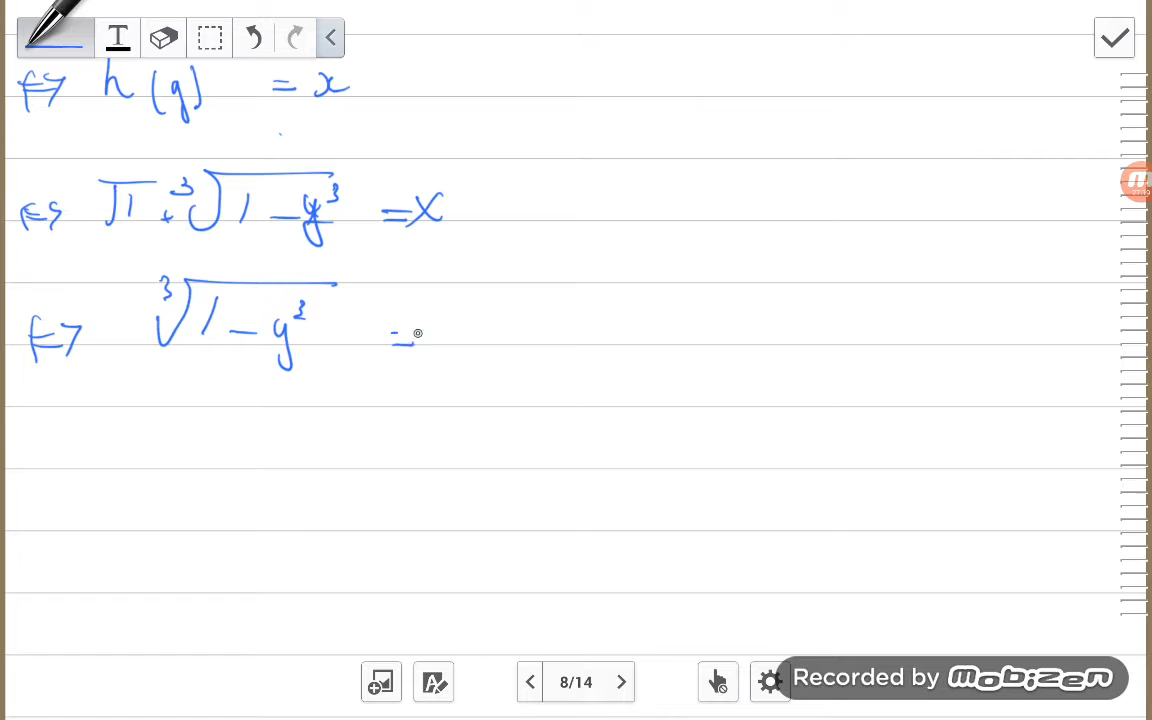 T
⇔ h(y) = x
⇔ √1 + ∛(1 − y³) = x
⇔ ∛(1 − y³) =
8/14
Recorded by mobizen